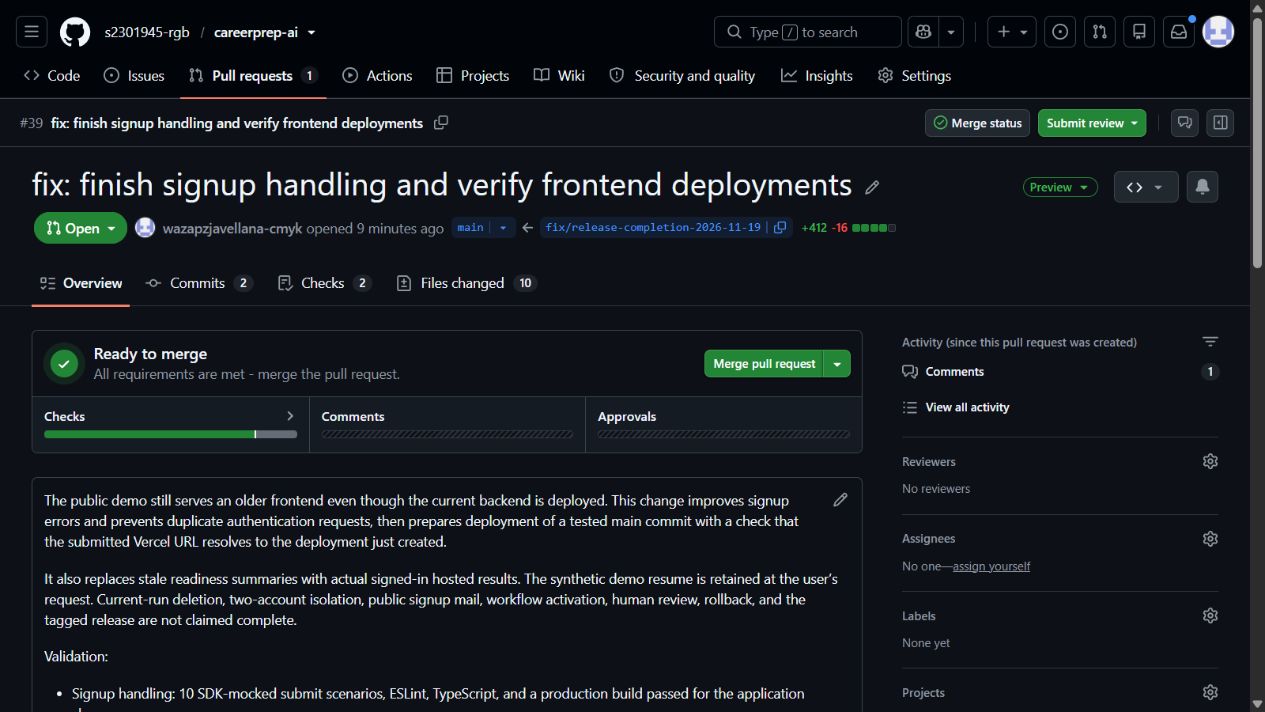 s2301945-rgb / careerprep-ai
Type / to search
Code
Issues
Pull requests 1
Actions
Projects
Wiki
Security and quality
Insights
Settings
#39 fix: finish signup handling and verify frontend deployments
Merge status
Submit review
fix: finish signup handling and verify frontend deployments
Preview
Open
wazapzjavellana-cmyk opened 9 minutes ago
main
fix/release-completion-2026-11-19
+412 -16
Overview
Commits 2
Checks 2
Files changed 10
Ready to merge
All requirements are met - merge the pull request.
Merge pull request
Checks
Comments
Approvals
The public demo still serves an older frontend even though the current backend is deployed. This change improves signup
errors and prevents duplicate authentication requests, then prepares deployment of a tested main commit with a check that
the submitted Vercel URL resolves to the deployment just created.
It also replaces stale readiness summaries with actual signed-in hosted results. The synthetic demo resume is retained at the user's
request. Current-run deletion, two-account isolation, public signup mail, workflow activation, human review, rollback, and the
tagged release are not claimed complete.
Validation:
• Signup handling: 10 SDK-mocked submit scenarios, ESLint, TypeScript, and a production build passed for the application
Activity (since this pull request was created)
Comments 1
View all activity
Reviewers
No reviewers
Assignees
No one—assign yourself
Labels
None yet
Projects